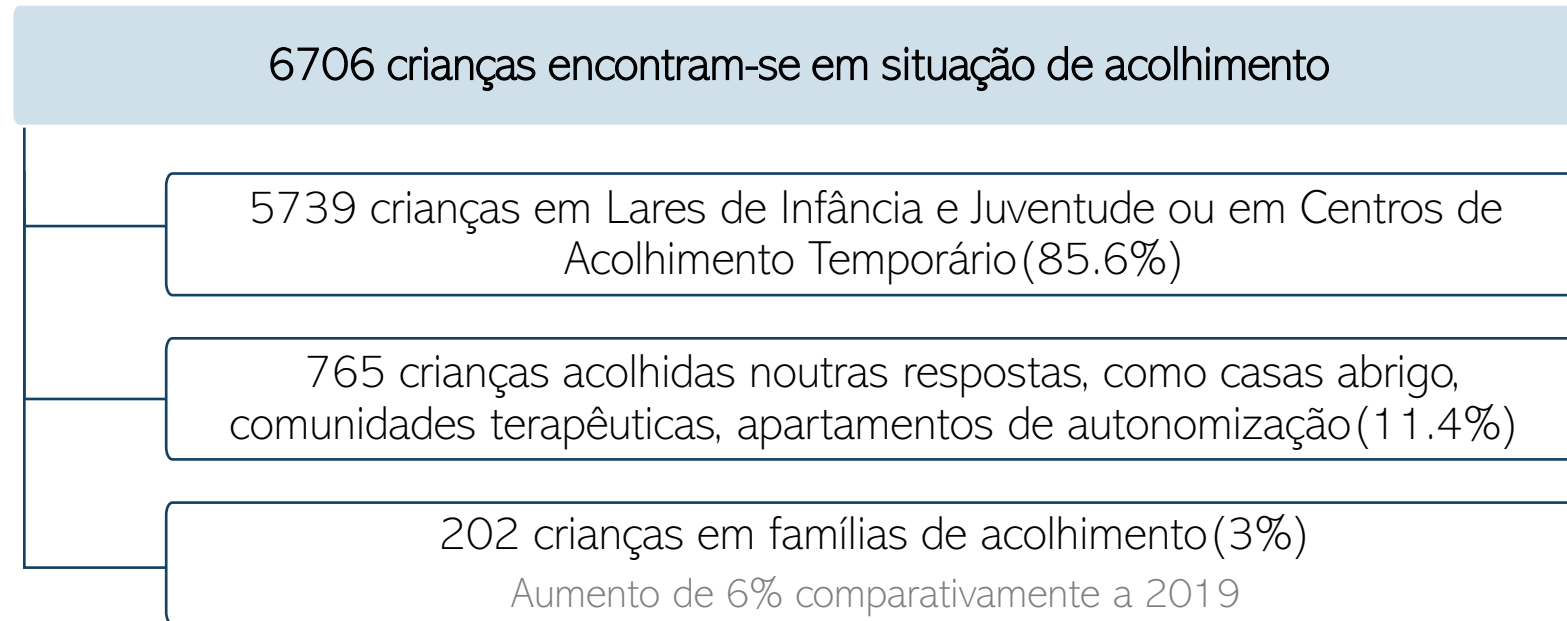 6706 crianças encontram-se em situação de acolhimento
5739 crianças em Lares de Infância e Juventude ou em Centros de
Acolhimento Temporário (85.6%)
765 crianças acolhidas noutras respostas, como casas abrigo,
comunidades terapêuticas, apartamentos de autonomização (11.4%)
202 crianças em famílias de acolhimento (3%)
Aumento de 6% comparativamente a 2019